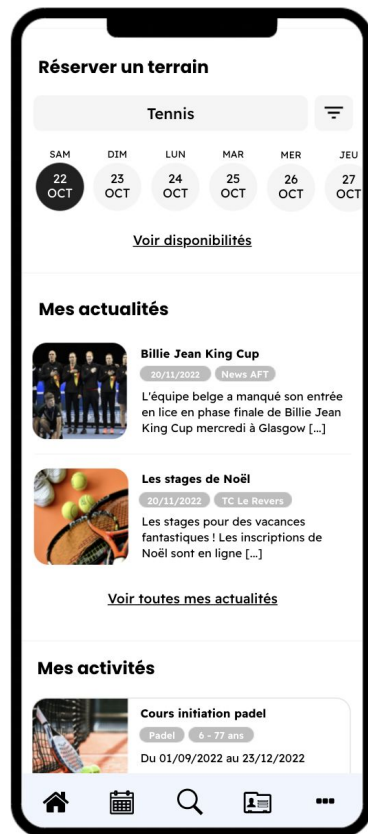 Réserver un terrain
Tennis
SAM DIM LUN MAR MER JEU
22 23 24 25 26 27
OCT OCT OCT OCT OCT OCT
Voir disponibilités
Mes actualités
Billie Jean King Cup
20/11/2022 News AFT
L'équipe belge a manqué son entrée
en lice en phase finale de Billie Jean
King Cup mercredi à Glasgow [...]
Les stages de Noël
20/11/2022 TC Le Revers
Les stages pour des vacances
fantastiques ! Les inscriptions de
Noël sont en ligne [...]
Voir toutes mes actualités
Mes activités
Cours initiation padel
Padel 6 - 77 ans
Du 01/09/2022 au 23/12/2022